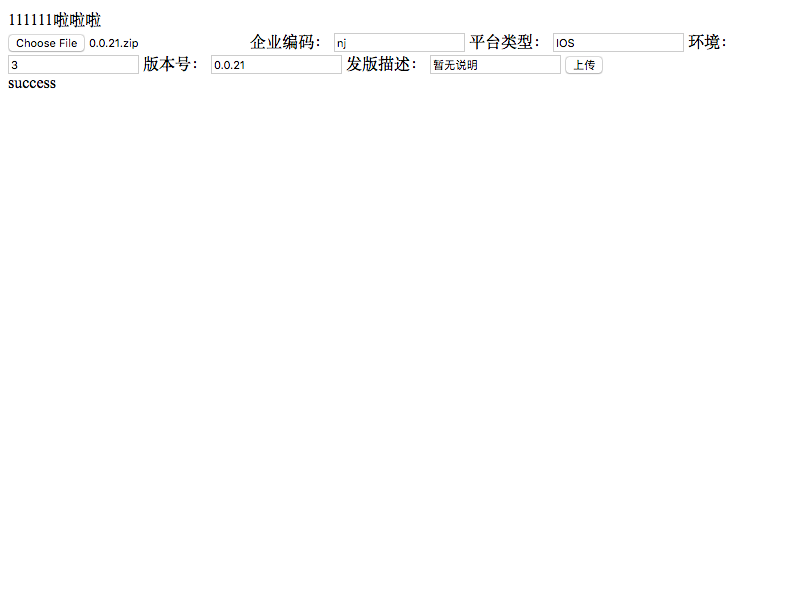 111111啦啦啦
Choose File 0.0.21.zip 企业编码： nj 平台类型： IOS 环境：
3 版本号： 0.0.21 发版描述： 暂无说明 上传
success